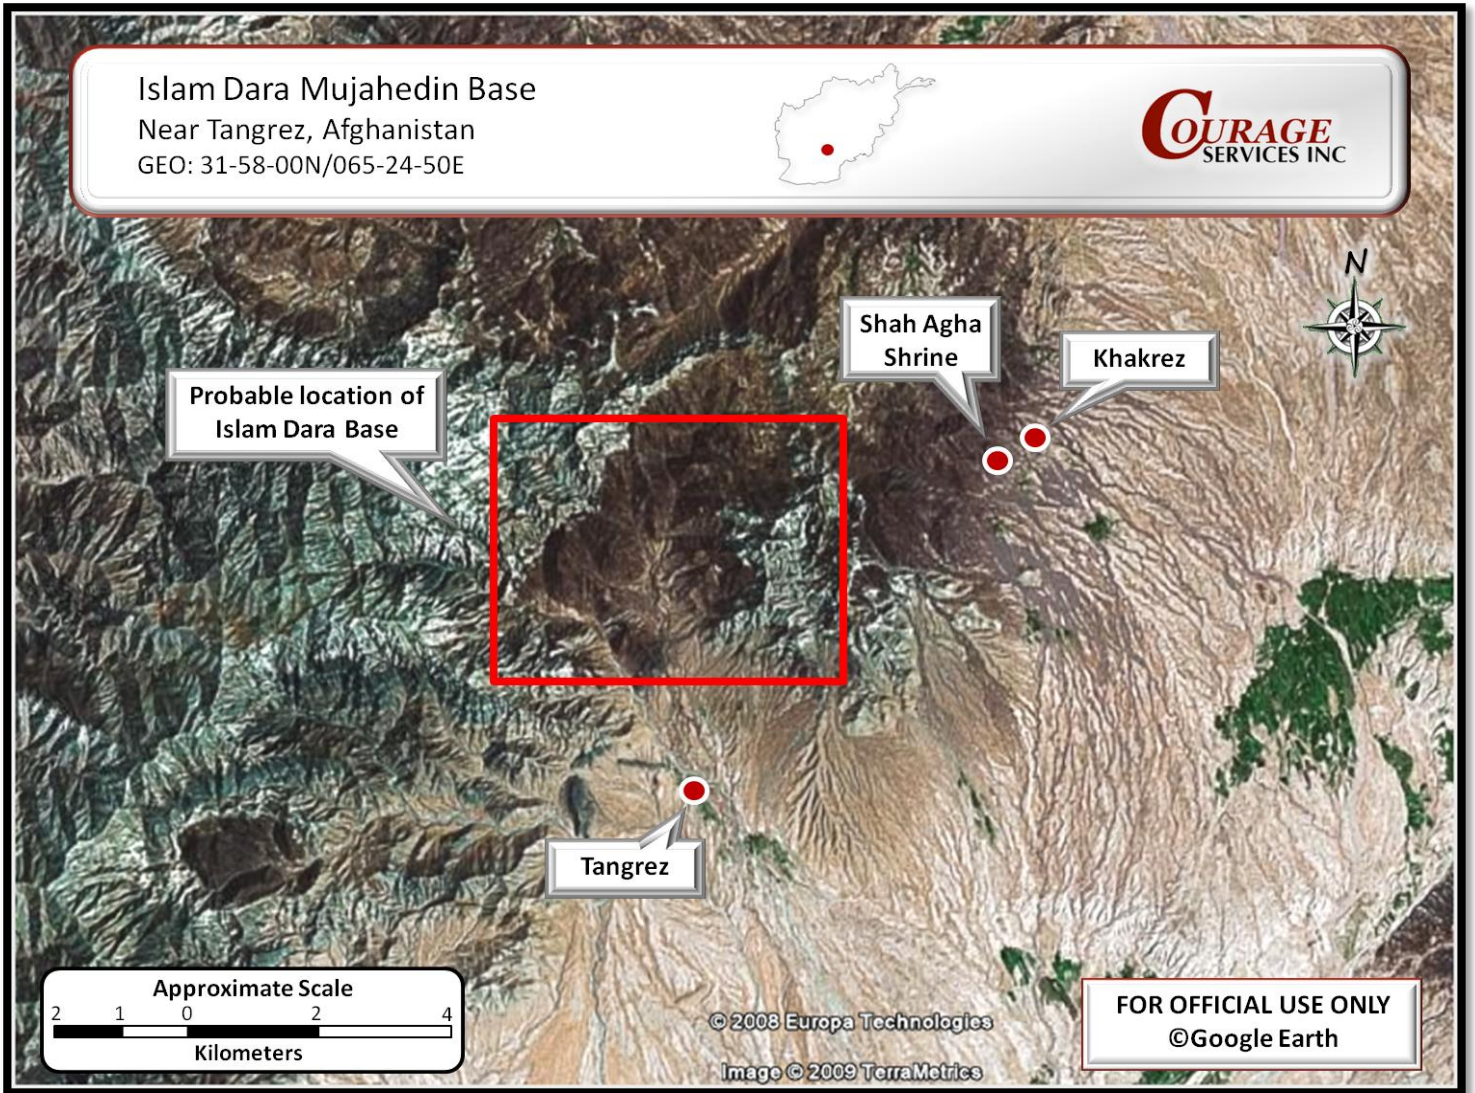 Islam Dara Mujahedin Base
Near Tangrez, Afghanistan
GEO: 31-58-00N/065-24-50E
COURAGE
SERVICES INC
N
Shah Agha
Shrine
Khakrez
Probable location of
Islam Dara Base
Tangrez
Approximate Scale
2 1 0 2 4
Kilometers
© 2008 Europa Technologies
Image © 2009 TerraMetrics
FOR OFFICIAL USE ONLY
©Google Earth